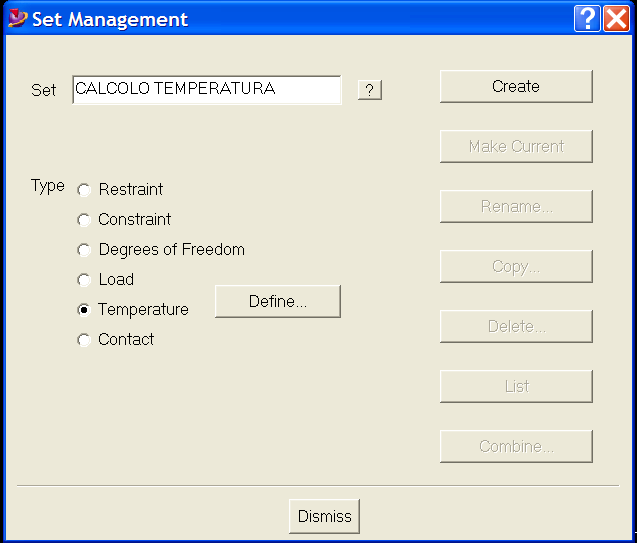 Set Management
Set CALCOLO TEMPERATURA ? Create
Make Current
Type Restraint Rename...
Constraint
Degrees of Freedom Copy...
Load
Temperature Define... Delete...
Contact
List
Combine...
Dismiss